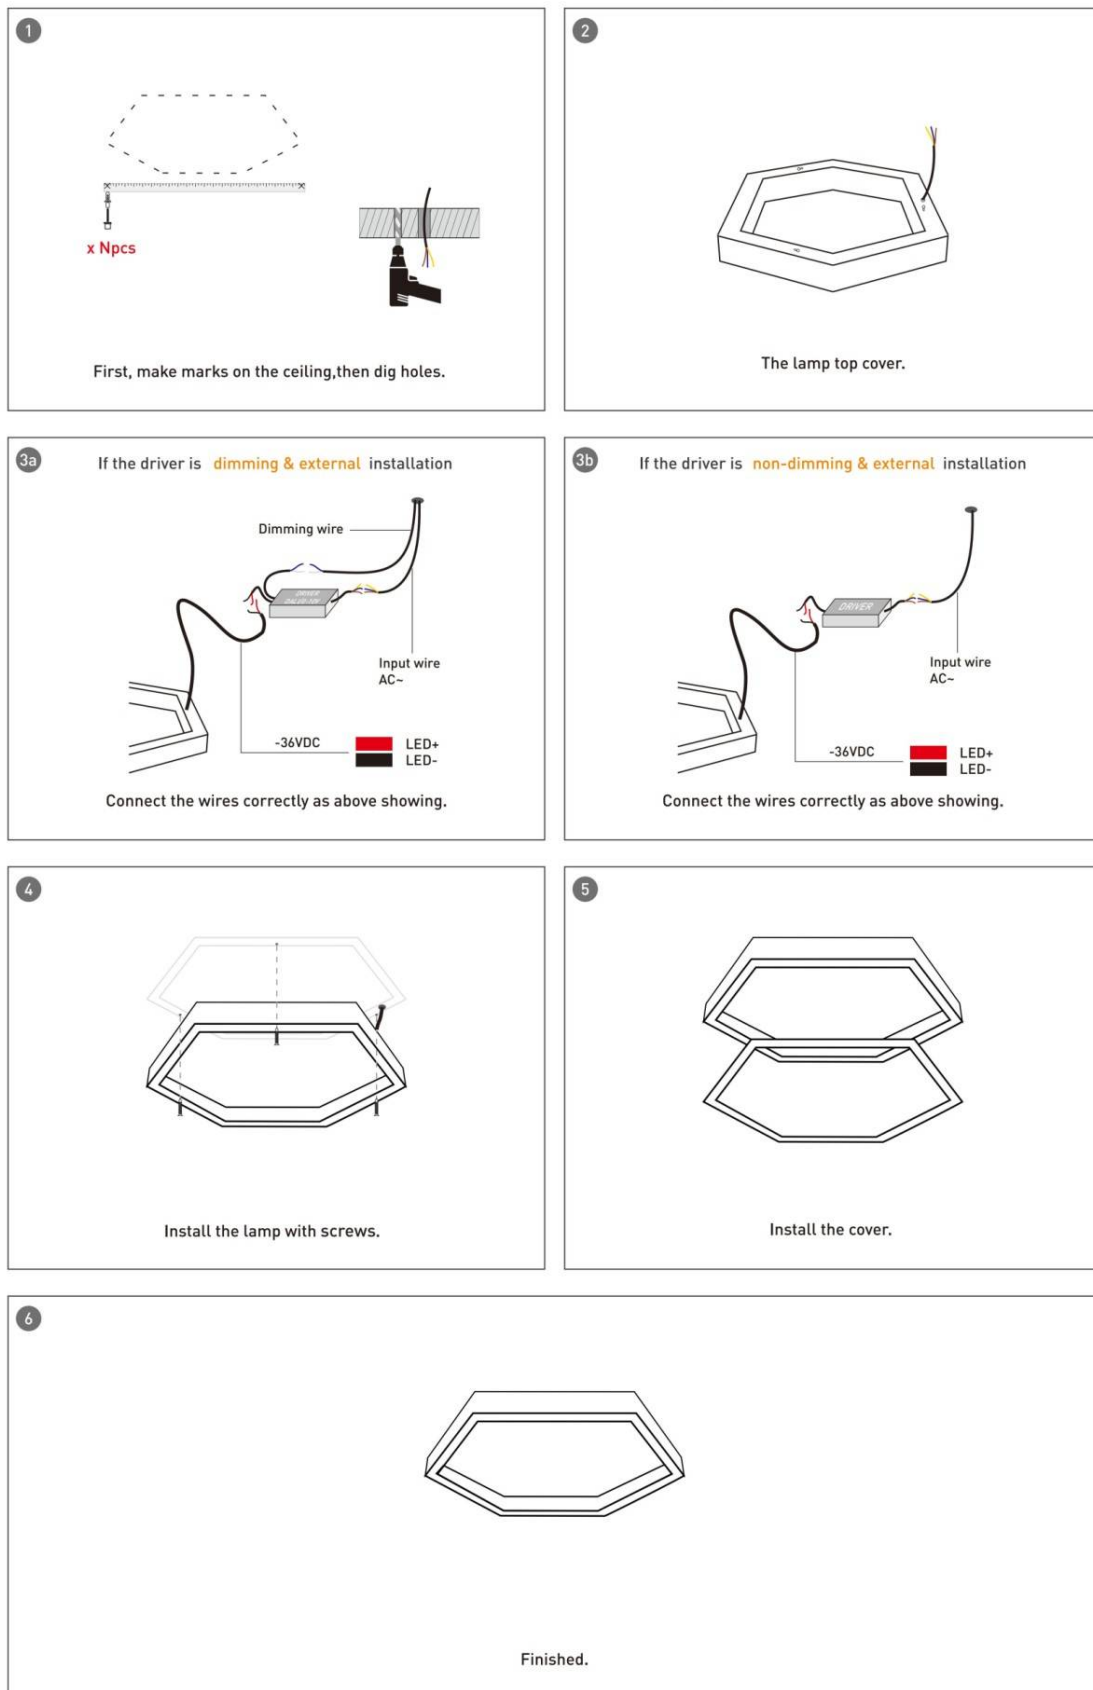 1
x Npcs
First, make marks on the ceiling,then dig holes.
2
The lamp top cover.
3a
If the driver is dimming & external installation
Dimming wire
DRIVER
Input wire
AC~
-36VDC
LED+
LED-
Connect the wires correctly as above showing.
3b
If the driver is non-dimming & external installation
DRIVER
Input wire
AC~
-36VDC
LED+
LED-
Connect the wires correctly as above showing.
4
Install the lamp with screws.
5
Install the cover.
6
Finished.